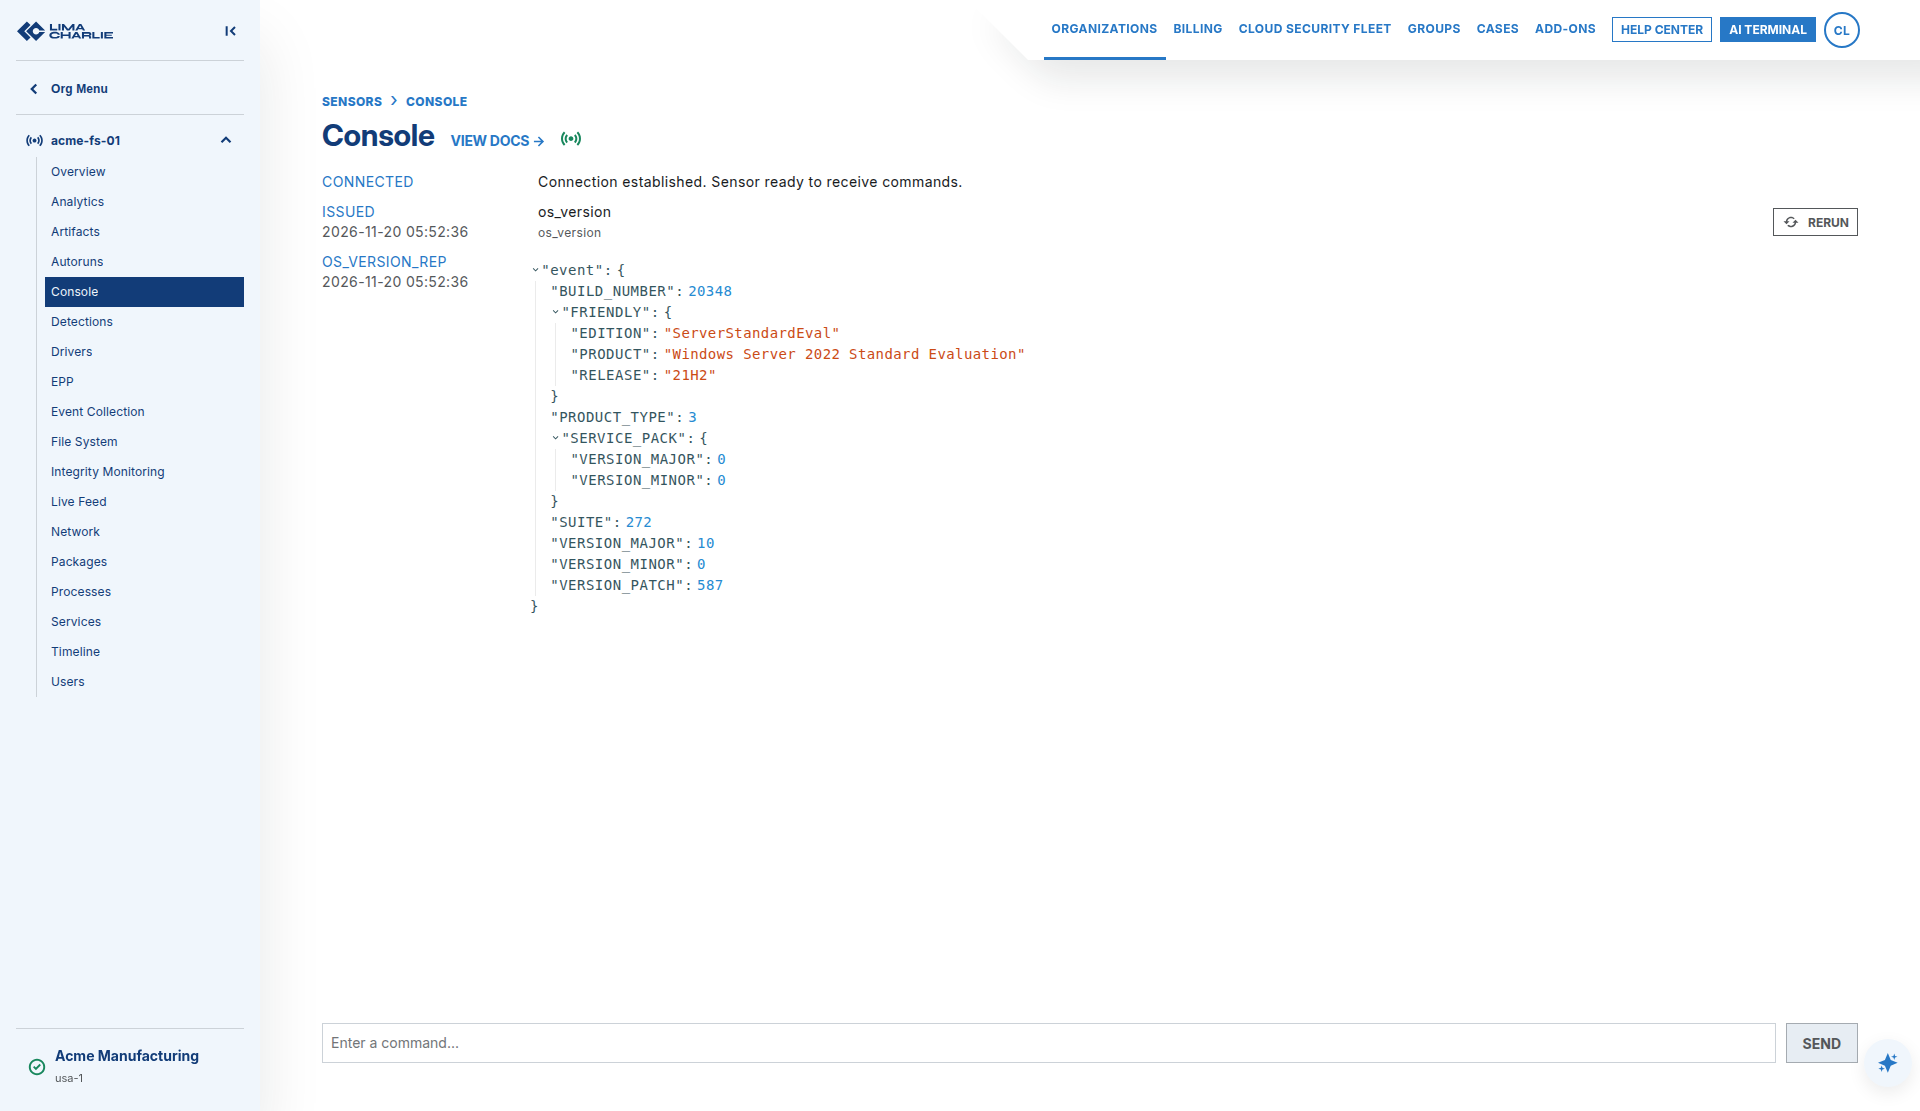 LIMA
CHARLIE
Org Menu
acme-fs-01
Overview
Analytics
Artifacts
Autoruns
Console
Detections
Drivers
EPP
Event Collection
File System
Integrity Monitoring
Live Feed
Network
Packages
Processes
Services
Timeline
Users
Acme Manufacturing
usa-1
ORGANIZATIONS BILLING CLOUD SECURITY FLEET GROUPS CASES ADD-ONS HELP CENTER AI TERMINAL CL
SENSORS > CONSOLE
Console VIEW DOCS →
CONNECTED Connection established. Sensor ready to receive commands.
ISSUED os_version
2026-11-20 05:52:36 os_version
RERUN
OS_VERSION_REP
2026-11-20 05:52:36
"event": {
"BUILD_NUMBER": 20348
"FRIENDLY": {
"EDITION": "ServerStandardEval"
"PRODUCT": "Windows Server 2022 Standard Evaluation"
"RELEASE": "21H2"
}
"PRODUCT_TYPE": 3
"SERVICE_PACK": {
"VERSION_MAJOR": 0
"VERSION_MINOR": 0
}
"SUITE": 272
"VERSION_MAJOR": 10
"VERSION_MINOR": 0
"VERSION_PATCH": 587
}
Enter a command...
SEND